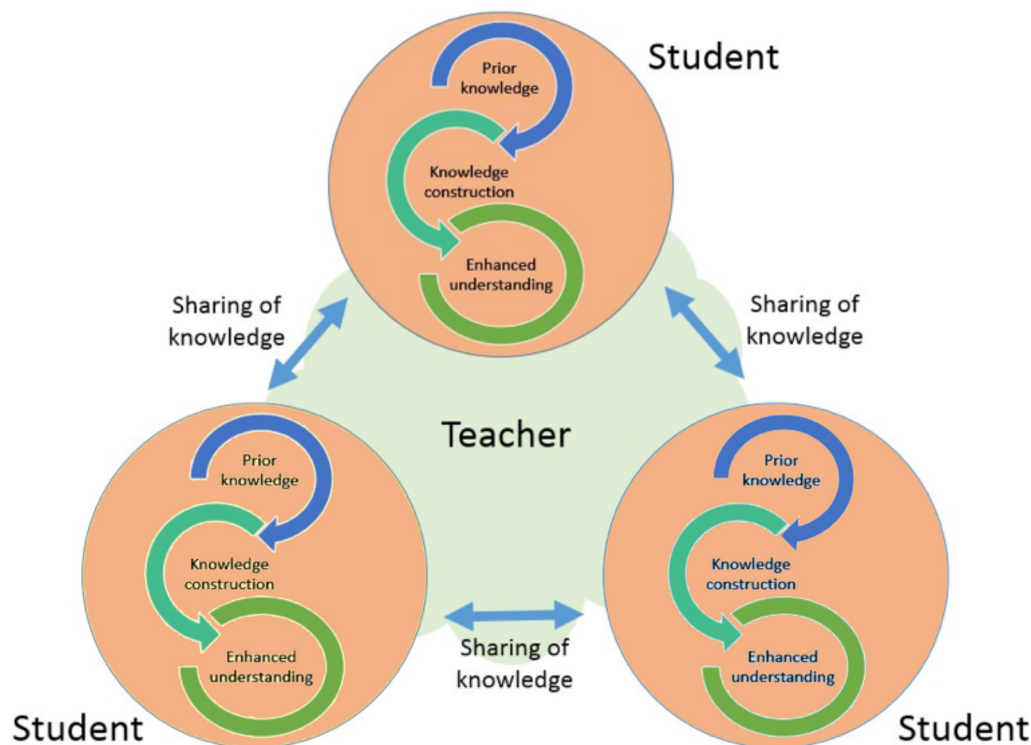 Student
Prior
knowledge
Knowledge
construction
Enhanced
understanding
Sharing of
knowledge
Sharing of
knowledge
Teacher
Prior
knowledge
Knowledge
construction
Enhanced
understanding
Student
Sharing of
knowledge
Prior
knowledge
Knowledge
construction
Enhanced
understanding
Student